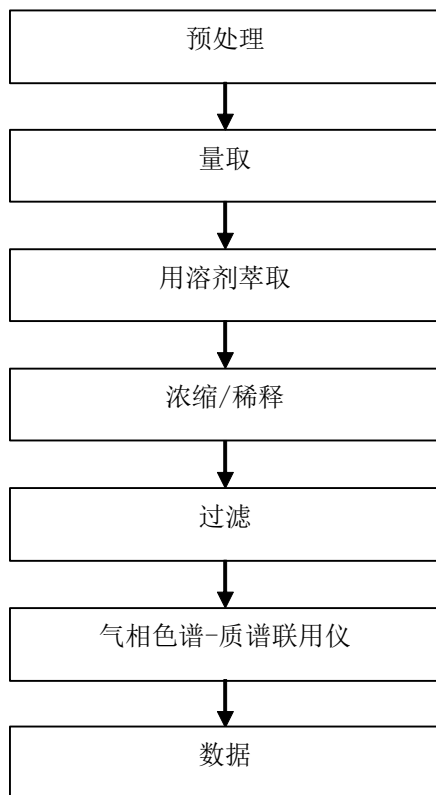 预处理
量取
用溶剂萃取
浓缩/稀释
过滤
气相色谱-质谱联用仪
数据